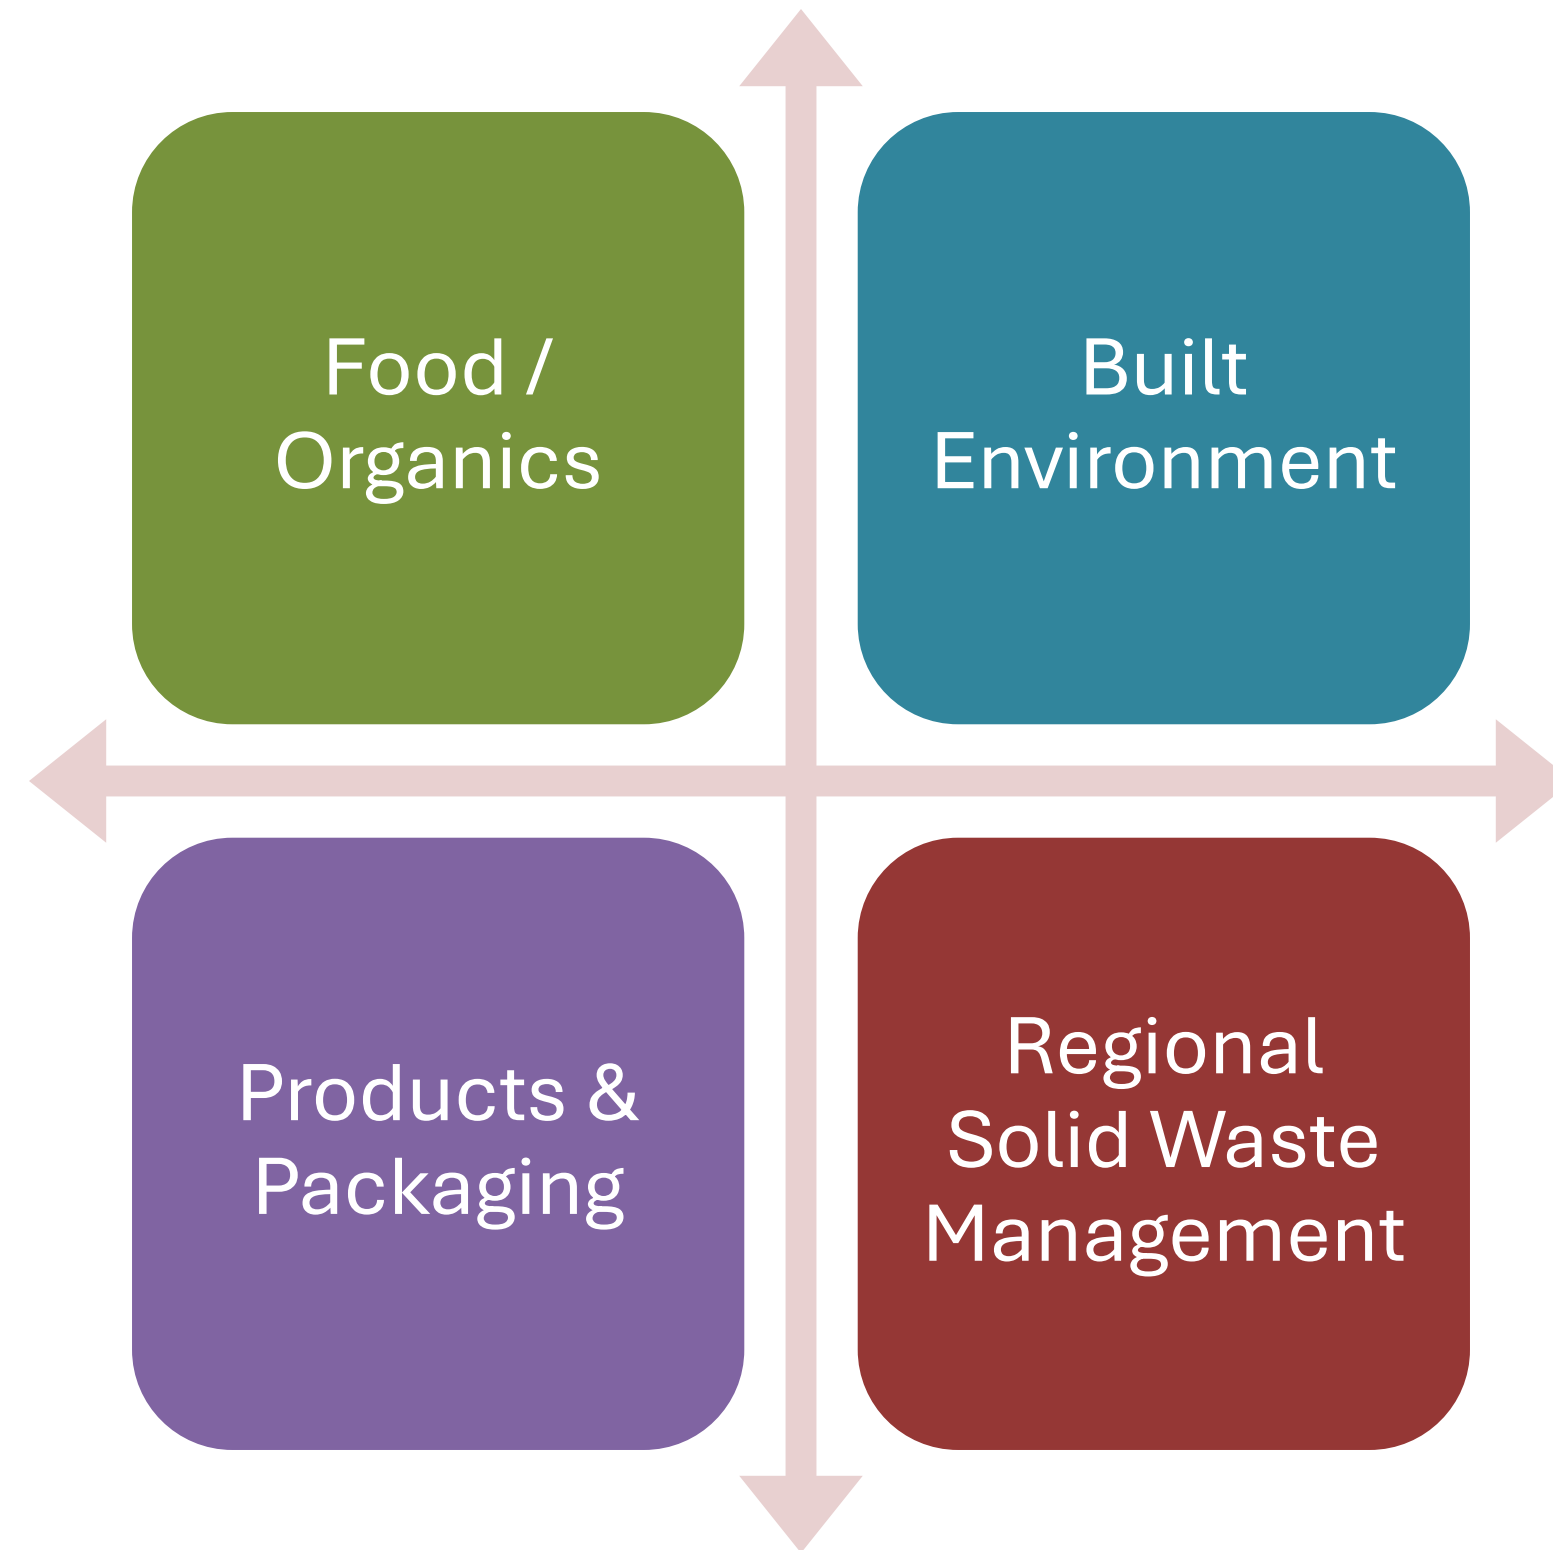 Food /
Organics
Built
Environment
Products &
Packaging
Regional
Solid Waste
Management